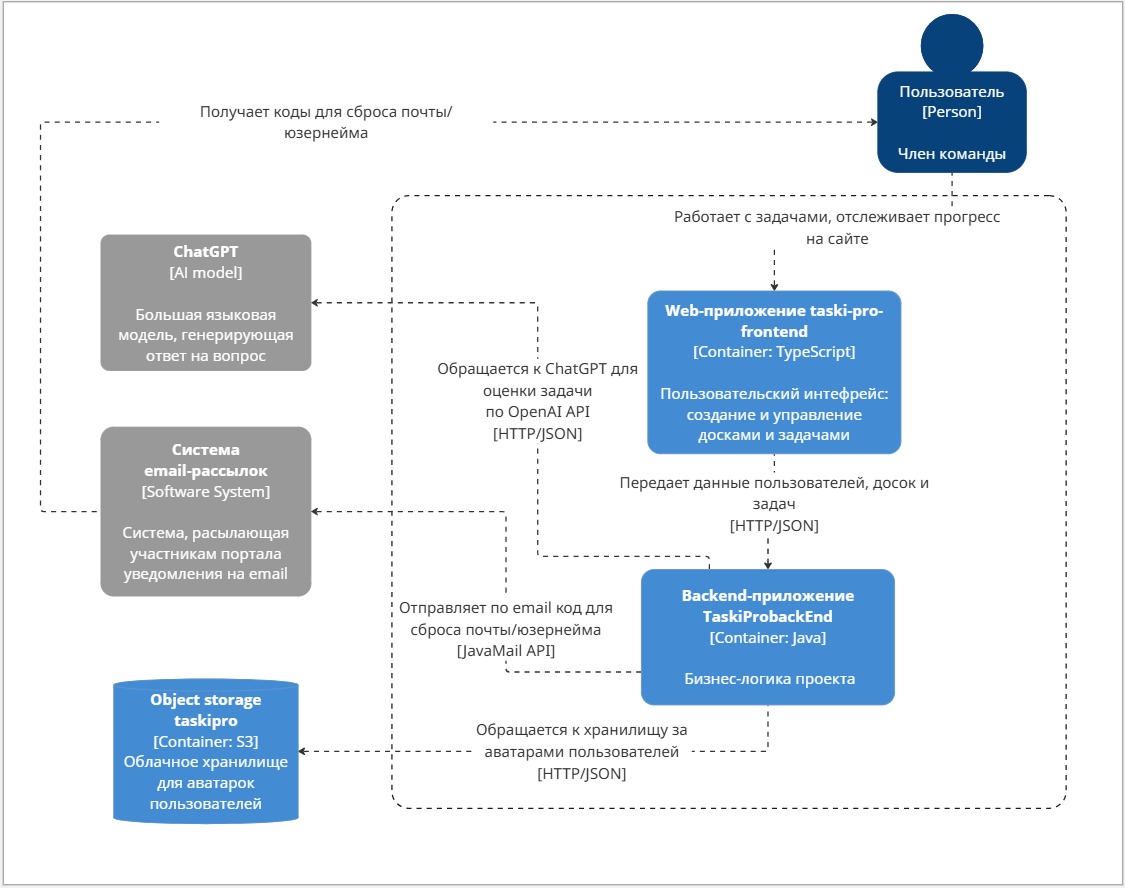 Пользователь
[Person]
Член команды
Получает коды для сброса почты/
юзернейма
Работает с задачами, отслеживает прогресс
на сайте
ChatGPT
[AI model]
Большая языковая
модель, генерирующая
ответ на вопрос
Web-приложение taski-pro-
frontend
[Container: TypeScript]
Пользовательский интефрейс:
создание и управление
досками и задачами
Обращается к ChatGPT для
оценки задачи
по OpenAI API
[HTTP/JSON]
Система
email-рассылок
[Software System]
Система, расылающая
участникам портала
уведомления на email
Передает данные пользователей, досок и
задач
[HTTP/JSON]
Отправляет по email код для
сброса почты/юзернейма
[JavaMail API]
Backend-приложение
TaskiProbackEnd
[Container: Java]
Бизнес-логика проекта
Object storage
taskipro
[Container: S3]
Облачное хранилище
для аватарок
пользователей
Обращается к хранилищу за
аватарами пользователей
[HTTP/JSON]